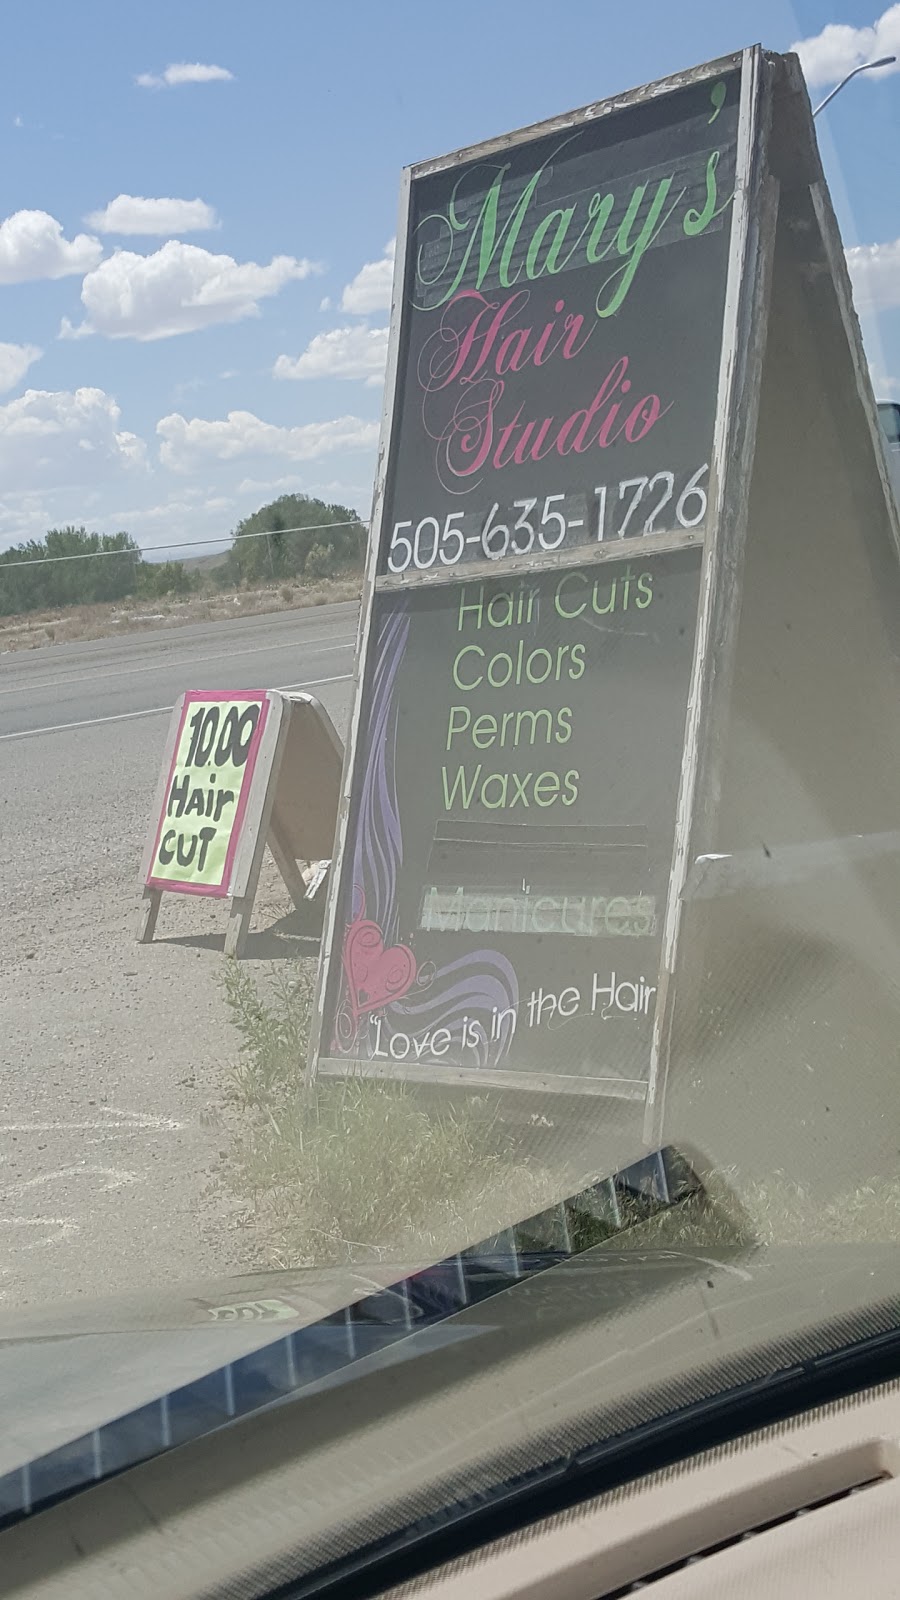 Mary's'
Hair
Studio
505-635-1726
Hair Cuts
Colors
Perms
Waxes
Manicures
"Love is in the Hair
10.00
HAir
CUT